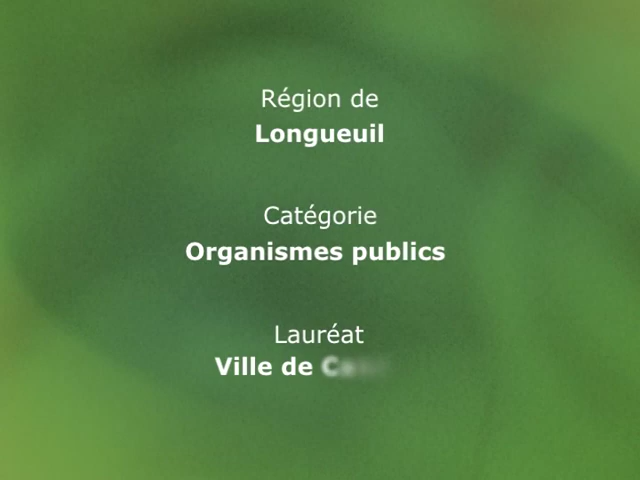 Région de
Longueuil
Catégorie
Organismes publics
Lauréat
Ville de